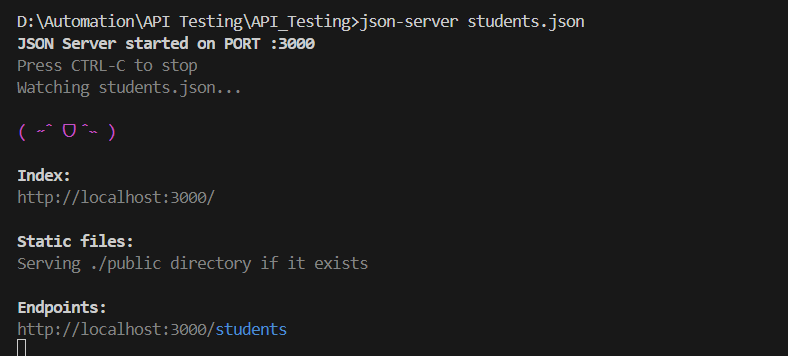 D:\Automation\API Testing\API_Testing>json-server students.json
JSON Server started on PORT :3000
Press CTRL-C to stop
Watching students.json...
( ˶ˆ ᗜ ˆ˵ )
Index:
http://localhost:3000/
Static files:
Serving ./public directory if it exists
Endpoints:
http://localhost:3000/students